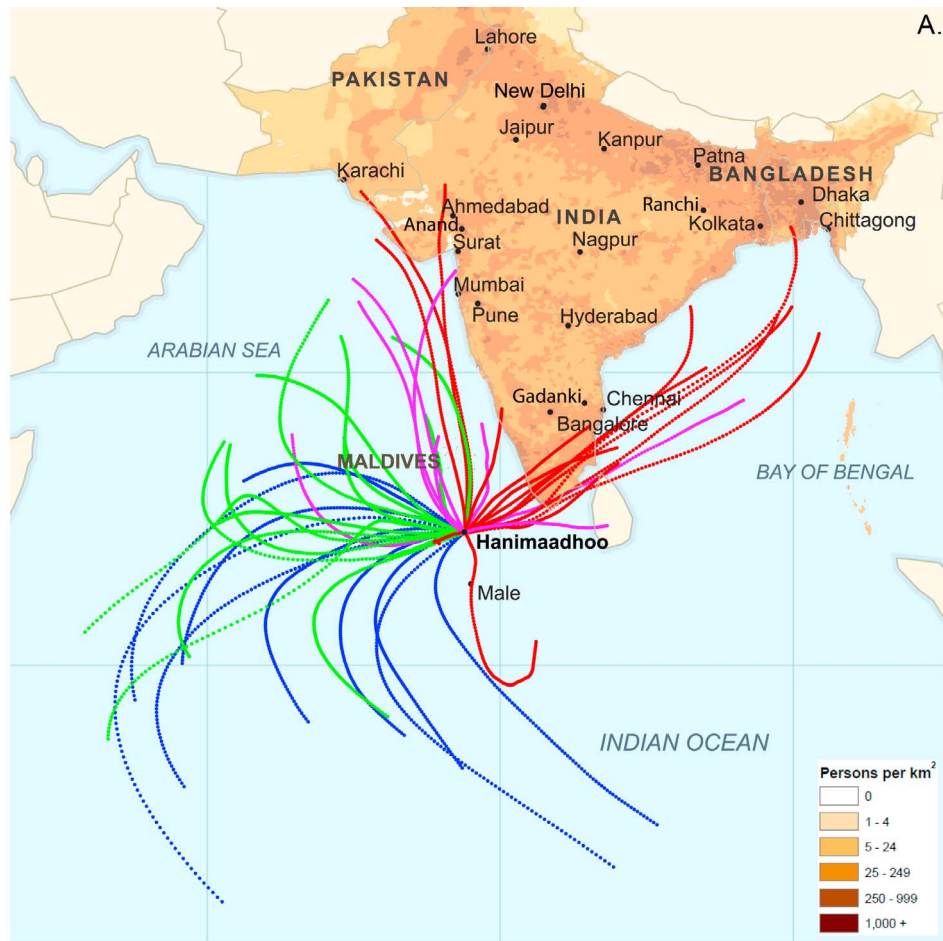 A.
Lahore
PAKISTAN
New Delhi
Jaipur
Kanpur
Patna
BANGLADESH
Karachi
Dhaka
Ahmedabad
INDIA
Ranchi
Anand
Kolkata
Chittagong
Surat
Nagpur
Mumbai
Pune
Hyderabad
ARABIAN SEA
Gadanki
Chennai
Bangalore
MALDIVES
BAY OF BENGAL
Hanimaadhoo
Male
INDIAN OCEAN
Persons per km²
0
1 - 4
5 - 24
25 - 249
250 - 999
1,000 +